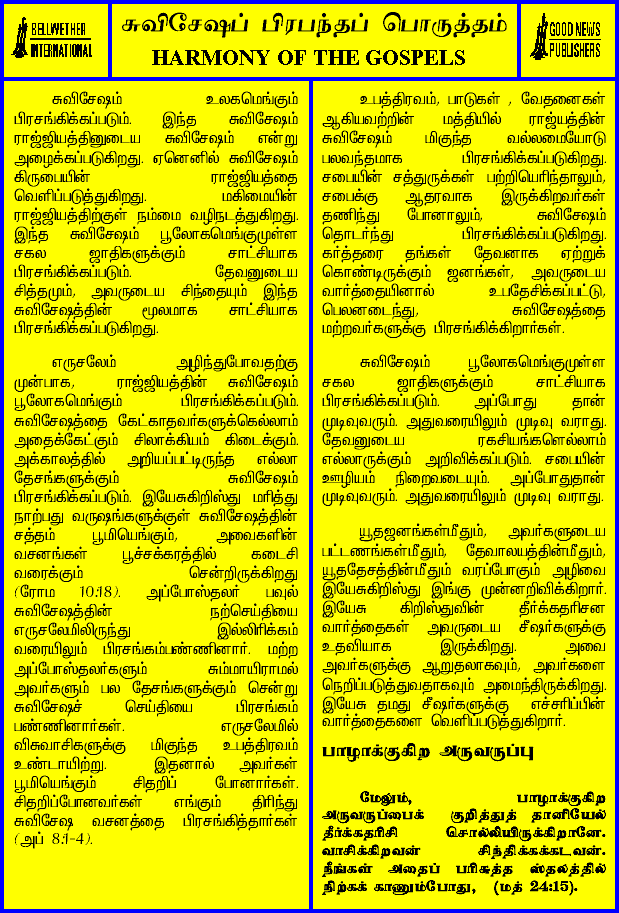 BELLWETHER
INTERNATIONAL
சுவிசேஷப் பிரபந்தப் பொருத்தம்
HARMONY OF THE GOSPELS
GOOD NEWS
PUBLISHERS
சுவிசேஷம் உலகமெங்கும்
பிரசங்கிக்கப்படும். இந்த சுவிசேஷம்
ராஜ்ஜியத்தினுடைய சுவிசேஷம் என்று
அழைக்கப்படுகிறது. ஏனெனில் சுவிசேஷம்
கிருபையின் ராஜ்ஜியத்தை
வெளிப்படுத்துகிறது. மகிமையின்
ராஜ்ஜியத்திற்குள் நம்மை வழிநடத்துகிறது.
இந்த சுவிசேஷம் பூலோகமெங்குமுள்ள
சகல ஜாதிகளுக்கும் சாட்சியாக
பிரசங்கிக்கப்படும். தேவனுடைய
சித்தமும், அவருடைய சிந்தையும் இந்த
சுவிசேஷத்தின் மூலமாக சாட்சியாக
பிரசங்கிக்கப்படுகிறது.
எருசலேம் அழிந்துபோவதற்கு
முன்பாக, ராஜ்ஜியத்தின் சுவிசேஷம்
பூலோகமெங்கும் பிரசங்கிக்கப்படும்.
சுவிசேஷத்தை கேட்காதவர்களுக்கெல்லாம்
அதைக்கேட்கும் சிலாக்கியம் கிடைக்கும்.
அக்காலத்தில் அறியப்பட்டிருந்த எல்லா
தேசங்களுக்கும் சுவிசேஷம்
பிரசங்கிக்கப்படும். இயேசுகிறிஸ்து மரித்து
நாற்பது வருஷங்களுக்குள் சுவிசேஷத்தின்
சத்தம் பூமியெங்கும், அவைகளின்
வசனங்கள் பூச்சக்கரத்தில் கடைசி
வரைக்கும் சென்றிருக்கிறது
(ரோம 10:18). அப்போஸ்தலர் பவுல்
சுவிசேஷத்தின் நற்செய்தியை
எருசலேமிலிருந்து இல்லிரிக்கம்
வரையிலும் பிரசங்கம்பண்ணினார். மற்ற
அப்போஸ்தலர்களும் சும்மாயிராமல்
அவர்களும் பல தேசங்களுக்கும் சென்று
சுவிசேஷச் செய்தியை பிரசங்கம்
பண்ணினார்கள். எருசலேமில்
விசுவாசிகளுக்கு மிகுந்த உபத்திரவம்
உண்டாயிற்று. இதனால் அவர்கள்
பூமியெங்கும் சிதறிப் போனார்கள்.
சிதறிப்போனவர்கள் எங்கும் திரிந்து
சுவிசேஷ வசனத்தை பிரசங்கித்தார்கள்
(அப் 8:1-4).
உபத்திரவம், பாடுகள் , வேதனைகள்
ஆகியவற்றின் மத்தியில் ராஜ்யத்தின்
சுவிசேஷம் மிகுந்த வல்லமையோடு
பலவந்தமாக பிரசங்கிக்கப்படுகிறது.
சபையின் சத்துருக்கள் பற்றியெரிந்தாலும்,
சபைக்கு ஆதரவாக இருக்கிறவர்கள்
தணிந்து போனாலும், சுவிசேஷம்
தொடர்ந்து பிரசங்கிக்கப்படுகிறது.
கர்த்தரை தங்கள் தேவனாக ஏற்றுக்
கொண்டிருக்கும் ஜனங்கள், அவருடைய
வார்த்தையினால் உபதேசிக்கப்பட்டு,
பெலனடைந்து, சுவிசேஷத்தை
மற்றவர்களுக்கு பிரசங்கிக்கிறார்கள்.
சுவிசேஷம் பூலோகமெங்குமுள்ள
சகல ஜாதிகளுக்கும் சாட்சியாக
பிரசங்கிக்கப்படும். அப்போது தான்
முடிவுவரும். அதுவரையிலும் முடிவு வராது.
தேவனுடைய ரகசியங்களெல்லாம்
எல்லாருக்கும் அறிவிக்கப்படும். சபையின்
ஊழியம் நிறைவடையும். அப்போதுதான்
முடிவுவரும். அதுவரையிலும் முடிவு வராது.
யூதஜனங்கள்மீதும், அவர்களுடைய
பட்டணங்கள்மீதும், தேவாலயத்தின்மீதும்,
யூததேசத்தின்மீதும் வரப்போகும் அழிவை
இயேசுகிறிஸ்து இங்கு முன்னறிவிக்கிறார்.
இயேசு கிறிஸ்துவின் தீர்க்கதரிசன
வார்த்தைகள் அவருடைய சீஷர்களுக்கு
உதவியாக இருக்கிறது. அவை
அவர்களுக்கு ஆறுதலாகவும், அவர்களை
நெறிப்படுத்துவதாகவும் அமைந்திருக்கிறது.
இயேசு தமது சீஷர்களுக்கு எச்சரிப்பின்
வார்த்தைகளை வெளிப்படுத்துகிறார்.
பாழாக்குகிற அருவருப்பு
மேலும், பாழாக்குகிற
அருவருப்பைக் குறித்துத் தானியேல்
தீர்க்கதரிசி சொல்லியிருக்கிறானே.
வாசிக்கிறவன் சிந்திக்கக்கடவன்.
நீங்கள் அதைப் பரிசுத்த ஸ்தலத்தில்
நிற்கக் காணும்போது, (மத் 24:15).